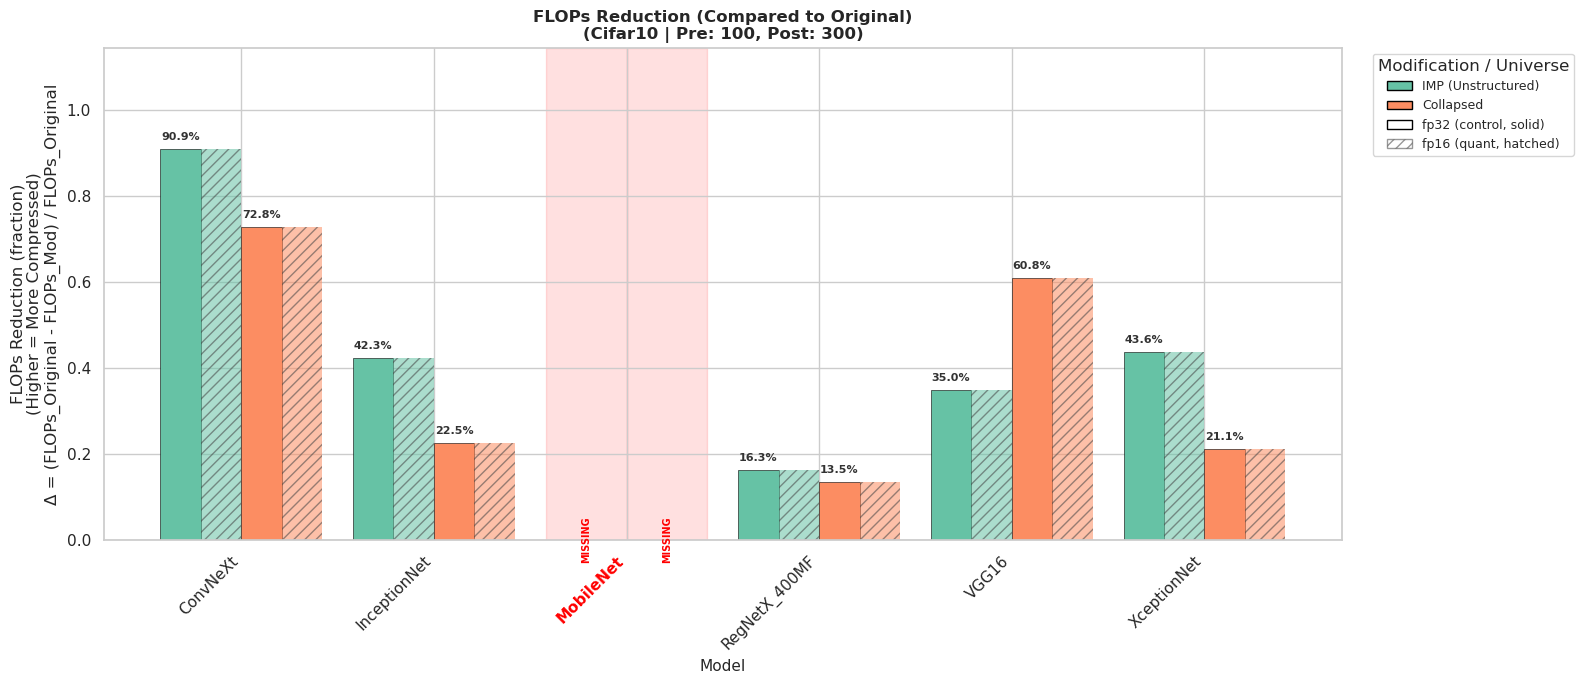 FLOPs Reduction (Compared to Original)
(Cifar10 | Pre: 100, Post: 300)
FLOPs Reduction (fraction)
(Higher = More Compressed)
Δ = (FLOPs_Original - FLOPs_Mod) / FLOPs_Original
1.0
0.8
0.6
0.4
0.2
0.0
90.9%
72.8%
42.3%
22.5%
MISSING
MISSING
16.3%
13.5%
35.0%
60.8%
43.6%
21.1%
ConvNeXt
InceptionNet
MobileNet
RegNetX_400MF
VGG16
XceptionNet
Model
Modification / Universe
IMP (Unstructured)
Collapsed
fp32 (control, solid)
fp16 (quant, hatched)